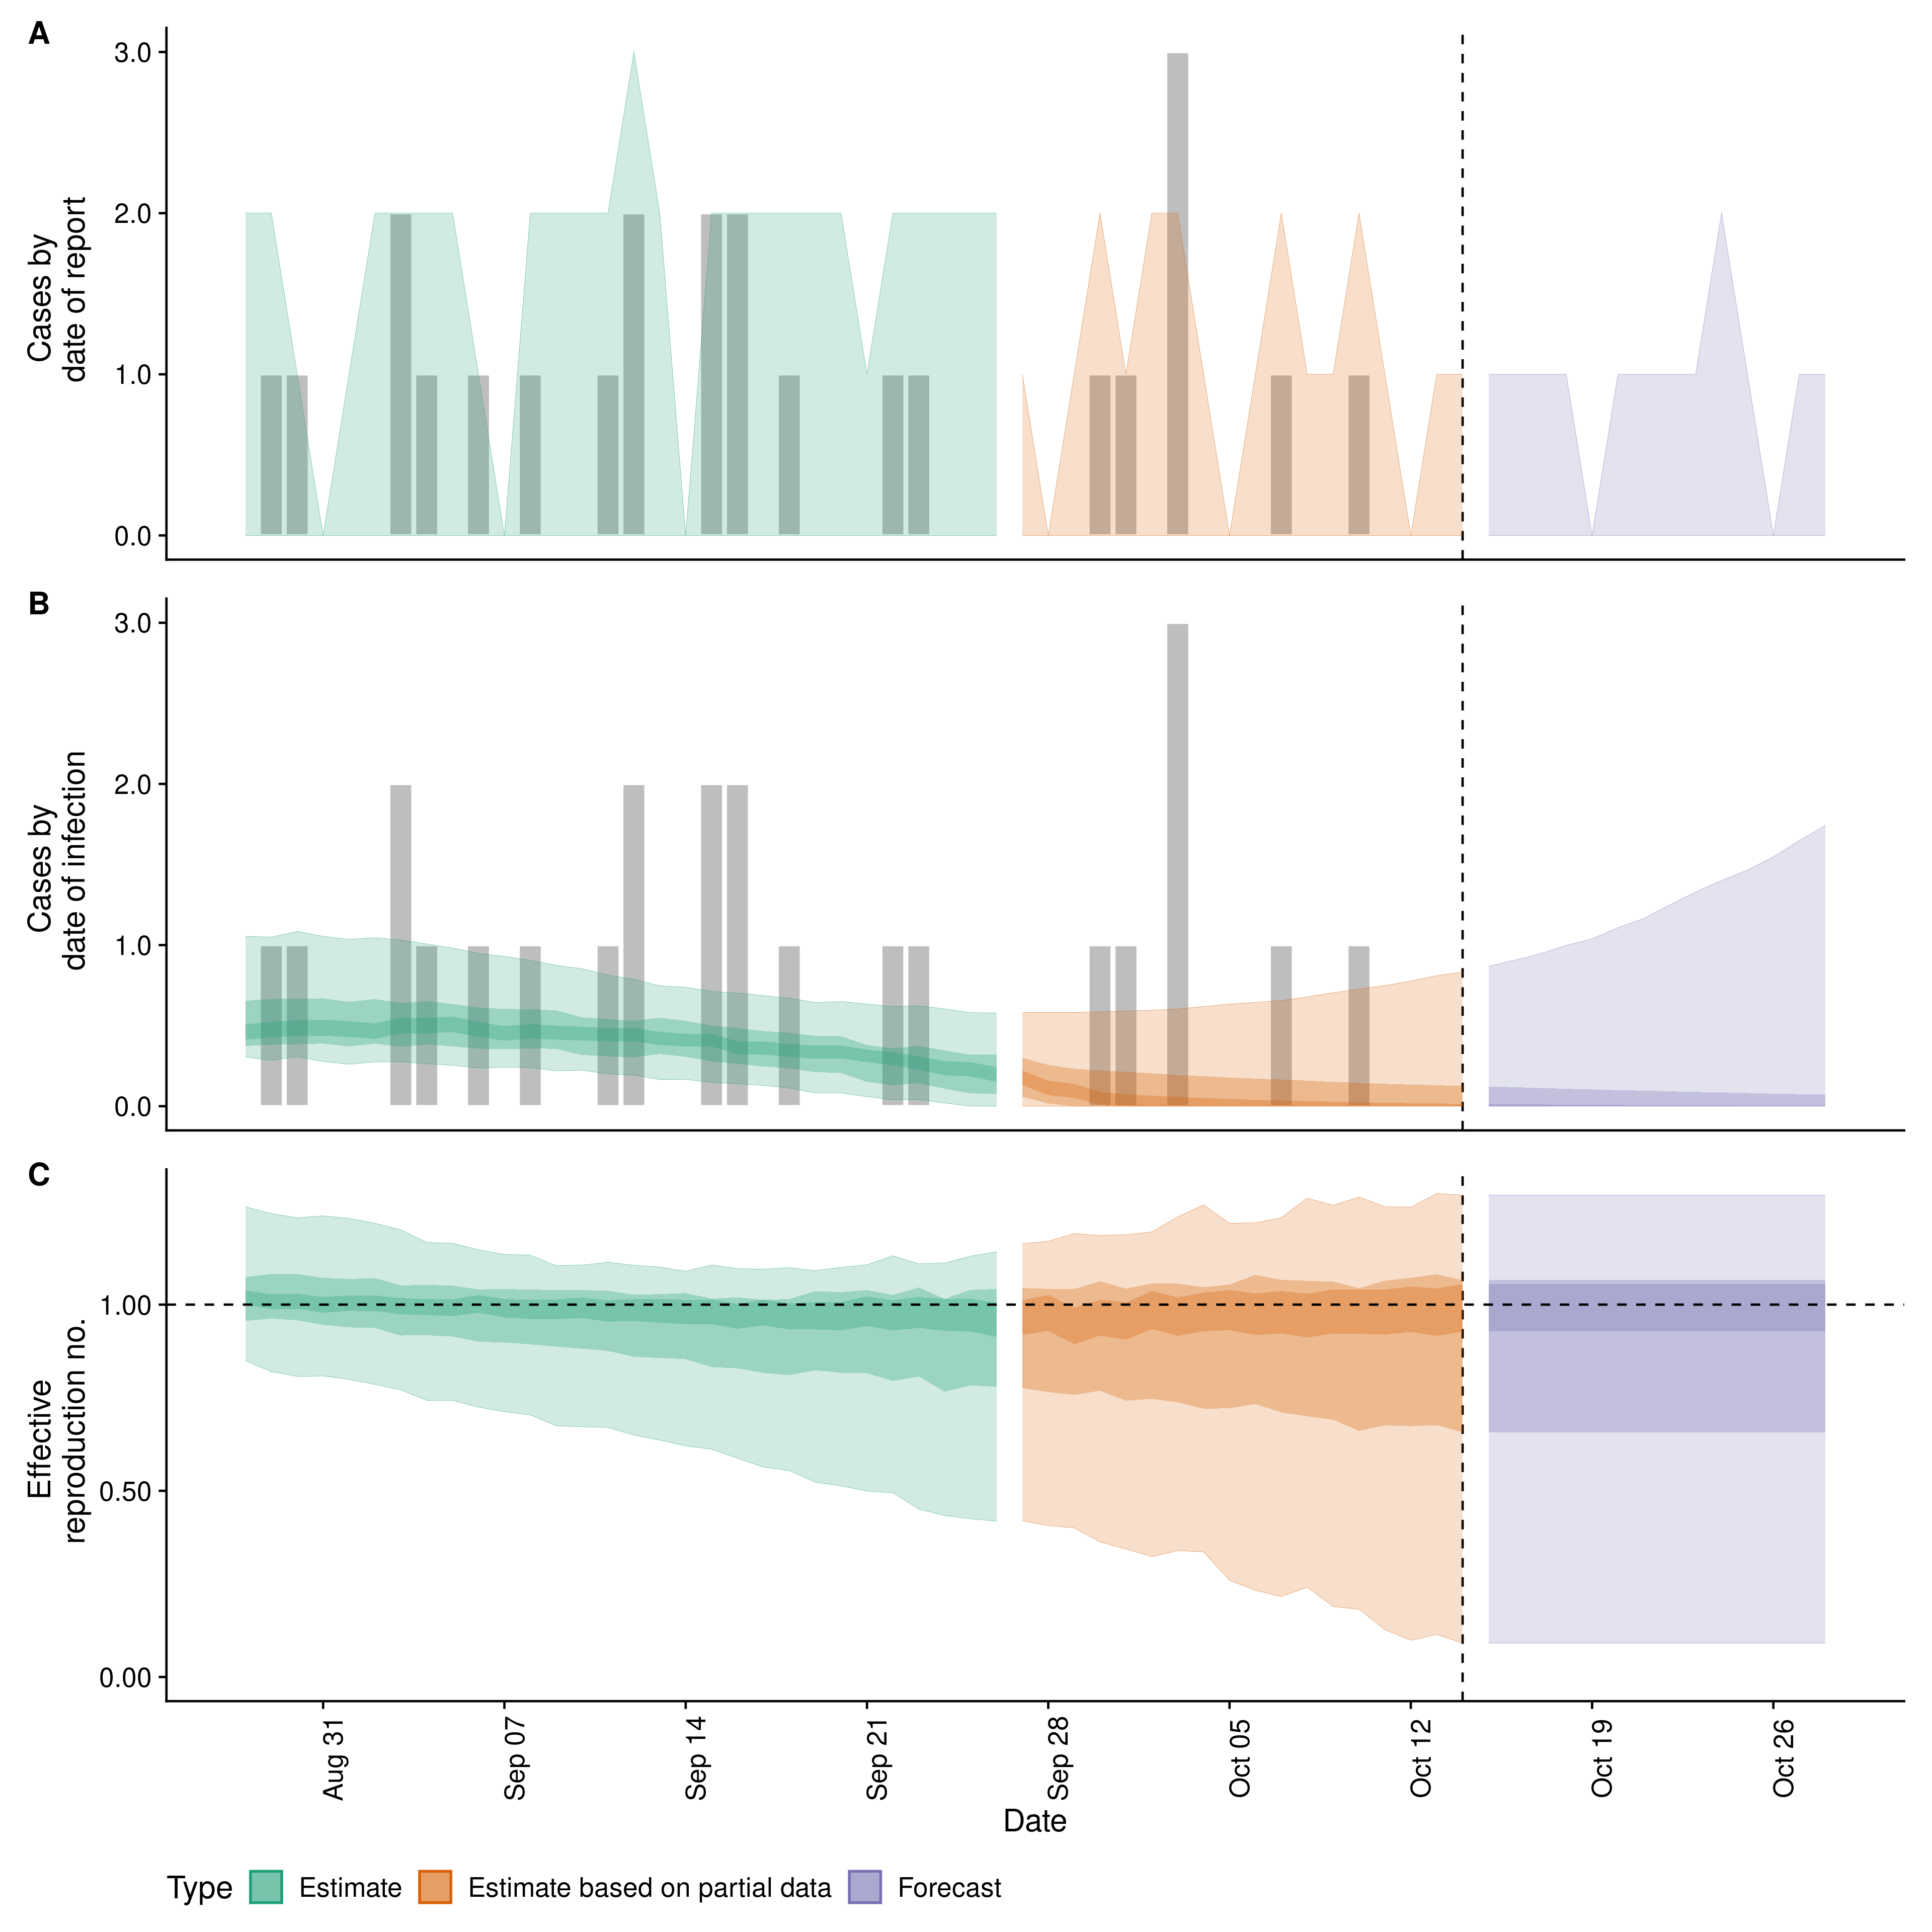 A
3.0
2.0
1.0
0.0
Cases by
date of report
B
3.0
2.0
1.0
0.0
Cases by
date of infection
C
1.00
0.50
0.00
Effective
reproduction no.
Aug 31
Sep 07
Sep 14
Sep 21
Sep 28
Oct 05
Oct 12
Oct 19
Oct 26
Date
Type Estimate Estimate based on partial data Forecast